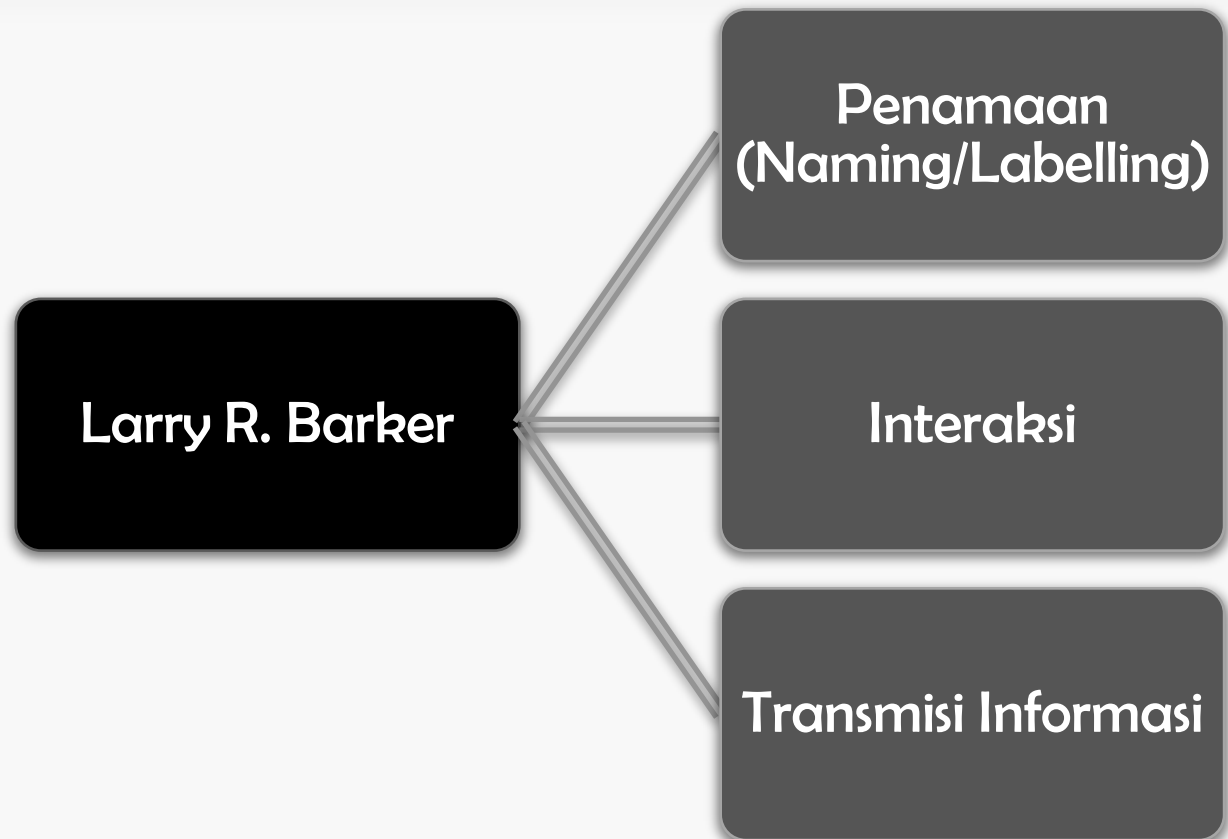 Larry R. Barker
Penamaan
(Naming/Labelling)
Interaksi
Transmisi Informasi